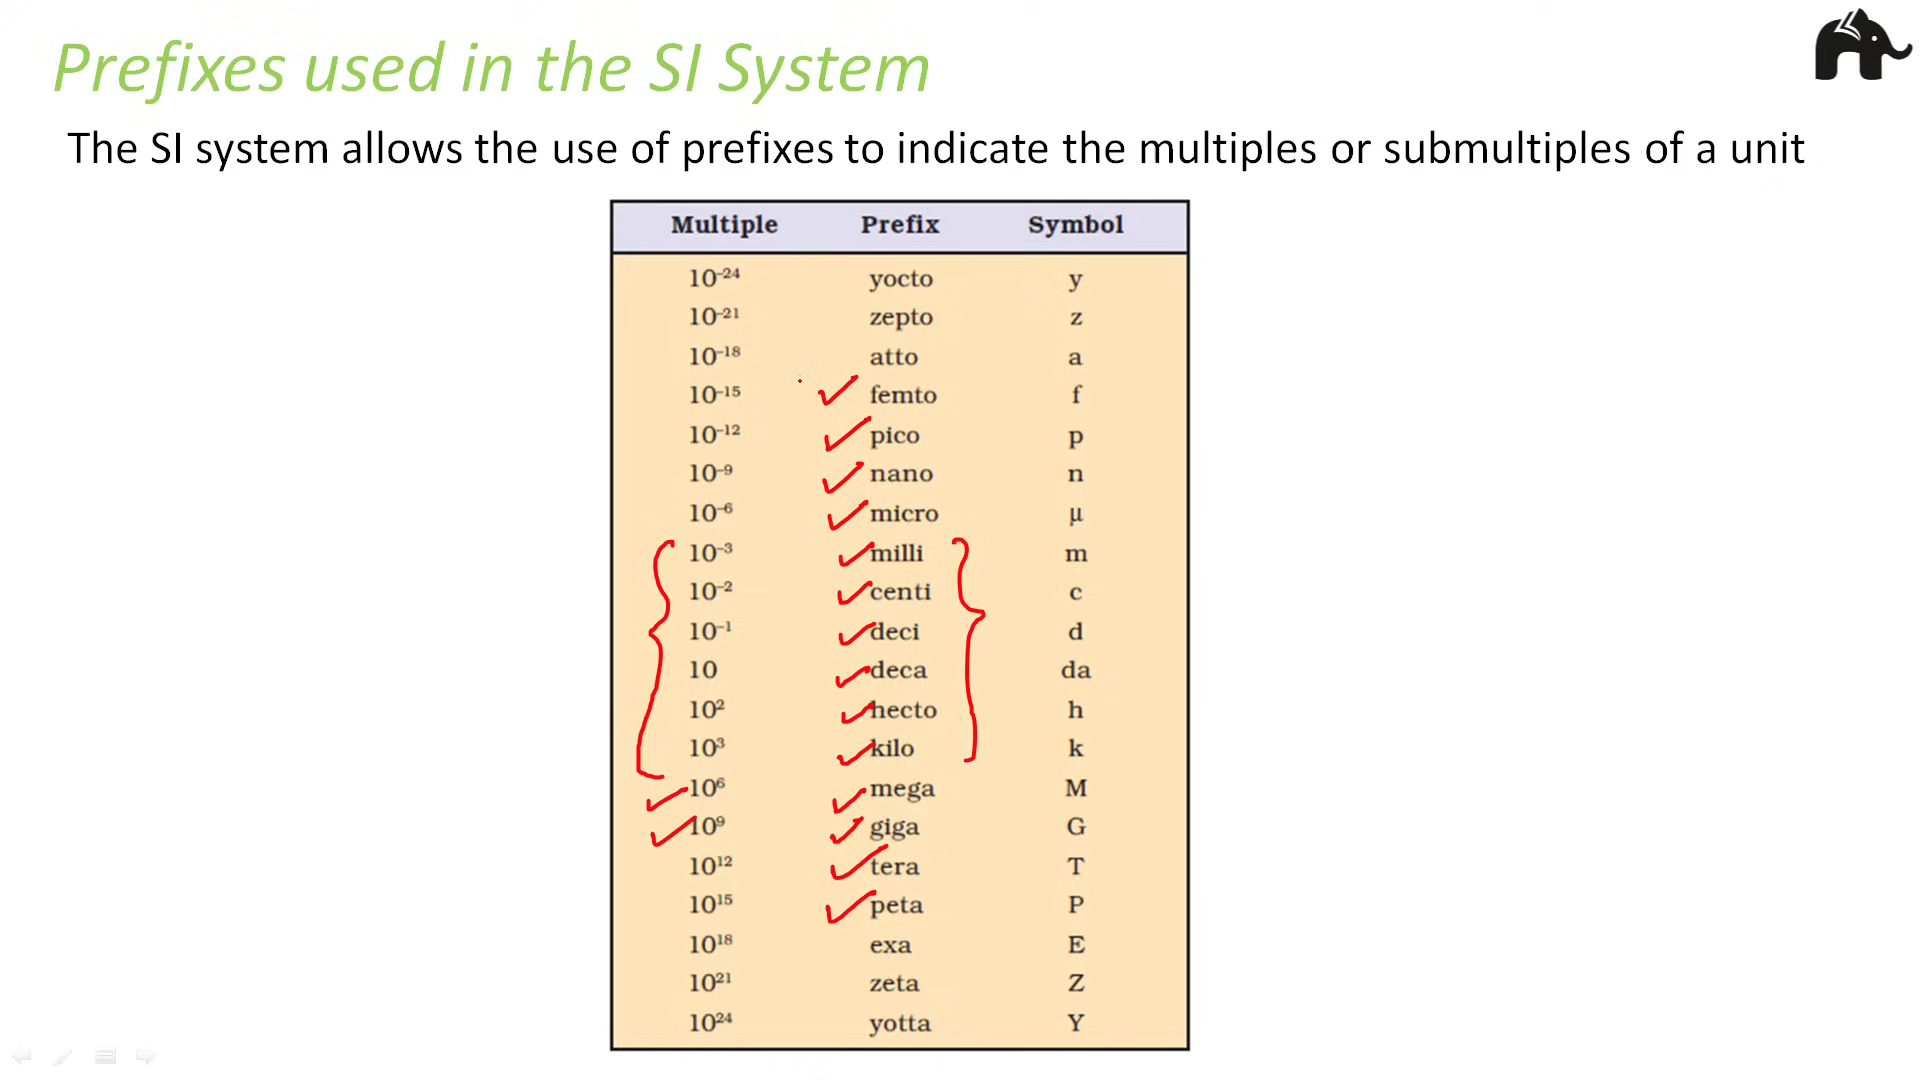 Prefixes used in the SI System
The SI system allows the use of prefixes to indicate the multiples or submultiples of a unit
Multiple Prefix Symbol
10⁻²⁴ yocto y
10⁻²¹ zepto z
10⁻¹⁸ atto a
10⁻¹⁵ femto f
10⁻¹² pico p
10⁻⁹ nano n
10⁻⁶ micro μ
10⁻³ milli m
10⁻² centi c
10⁻¹ deci d
10 deca da
10² hecto h
10³ kilo k
10⁶ mega M
10⁹ giga G
10¹² tera T
10¹⁵ peta P
10¹⁸ exa E
10²¹ zeta Z
10²⁴ yotta Y